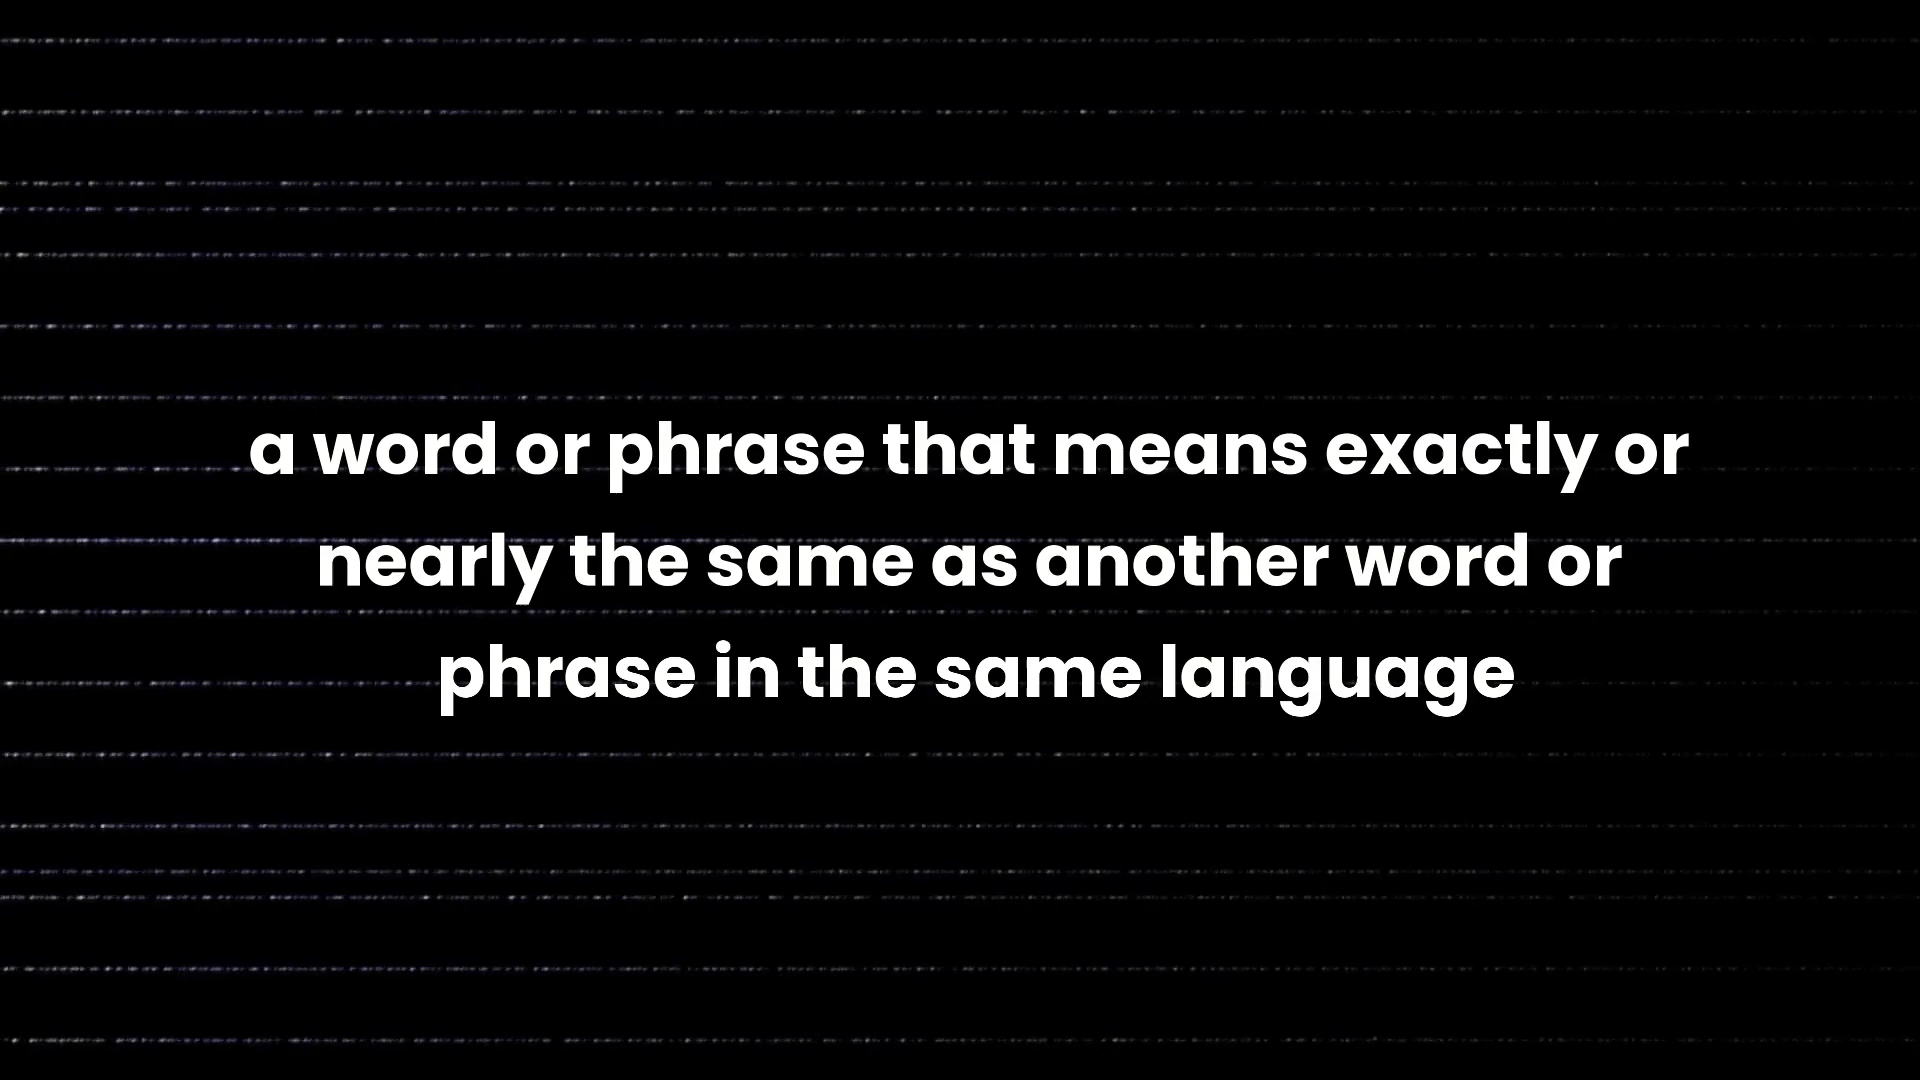 a word or phrase that means exactly or
nearly the same as another word or
phrase in the same language